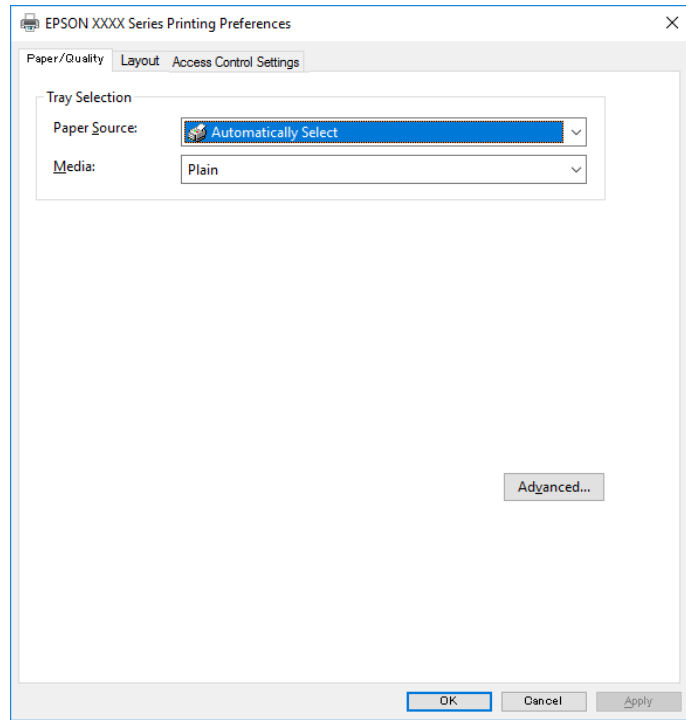 EPSON XXXX Series Printing Preferences
Paper/Quality Layout Access Control Settings
Tray Selection
Paper Source: Automatically Select
Media: Plain
Advanced...
OK Cancel Apply